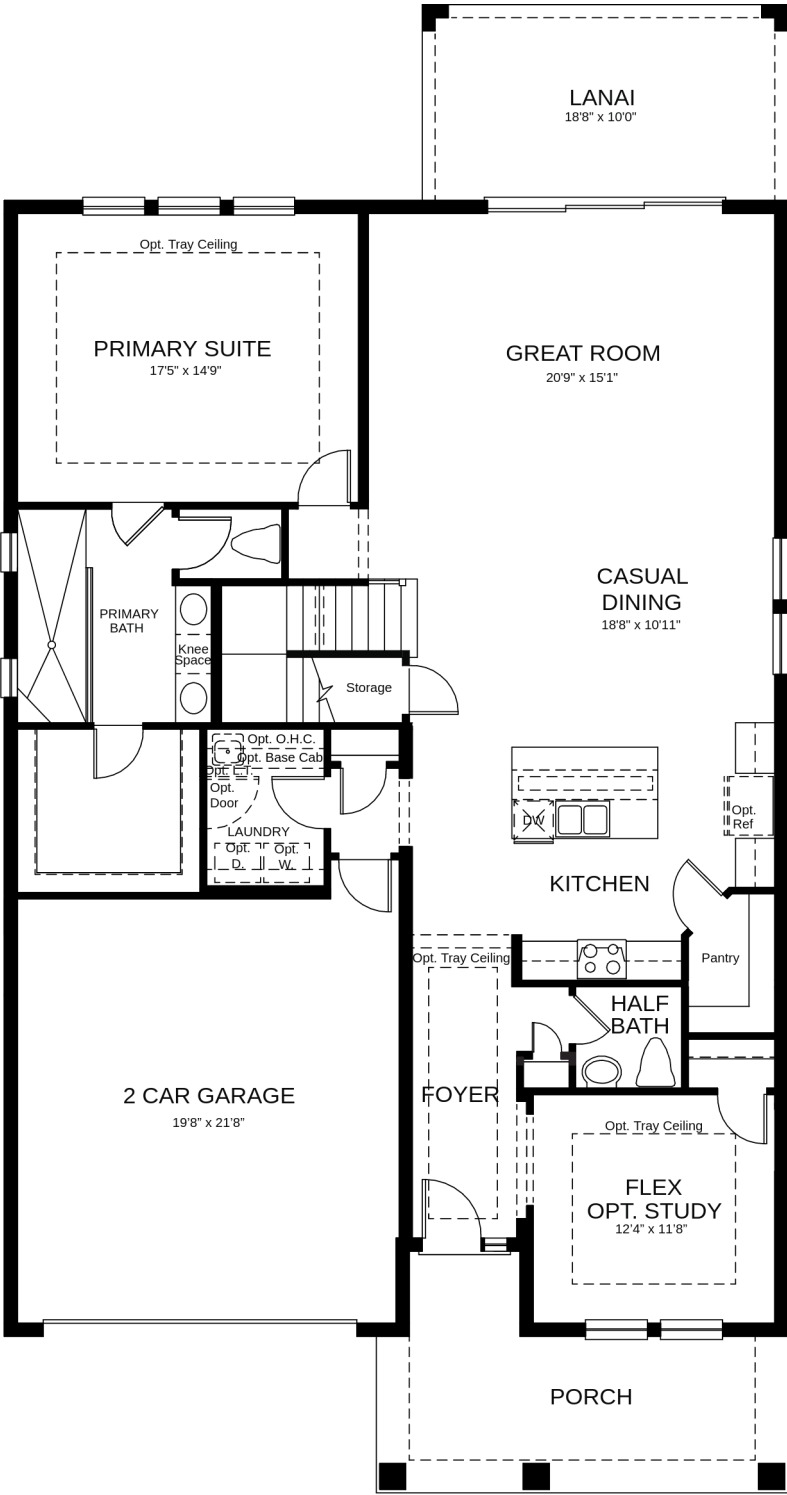 LANAI
18'8" x 10'0"
Opt. Tray Ceiling
PRIMARY SUITE
17'5" x 14'9"
GREAT ROOM
20'9" x 15'1"
CASUAL
DINING
18'8" x 10'11"
PRIMARY
BATH
Knee
Space
Storage
Opt. O.H.C.
Opt. Base Cab.
Opt. L.T.
Opt.
Door
LAUNDRY
Opt.
D.
Opt.
W.
DW
Opt.
Ref
KITCHEN
Opt. Tray Ceiling
Pantry
HALF
BATH
FOYER
2 CAR GARAGE
19’8” x 21’8”
Opt. Tray Ceiling
FLEX
OPT. STUDY
12’4” x 11’8”
PORCH